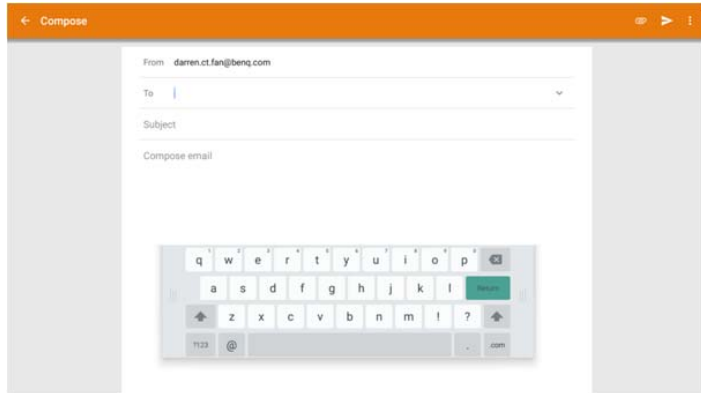 Compose
From darren.ct.fan@benq.com
To
Subject
Compose email
q w e r t y u i o p
a s d f g h j k l Return
z x c v b n m ! ?
?123 @ , .com